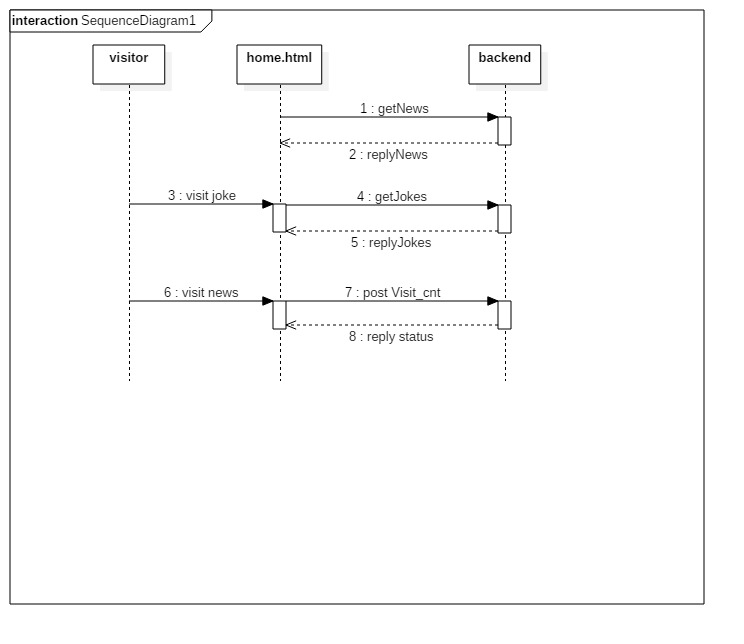 interaction SequenceDiagram1
visitor
home.html
backend
1 : getNews
2 : replyNews
3 : visit joke
4 : getJokes
5 : replyJokes
6 : visit news
7 : post Visit_cnt
8 : reply status